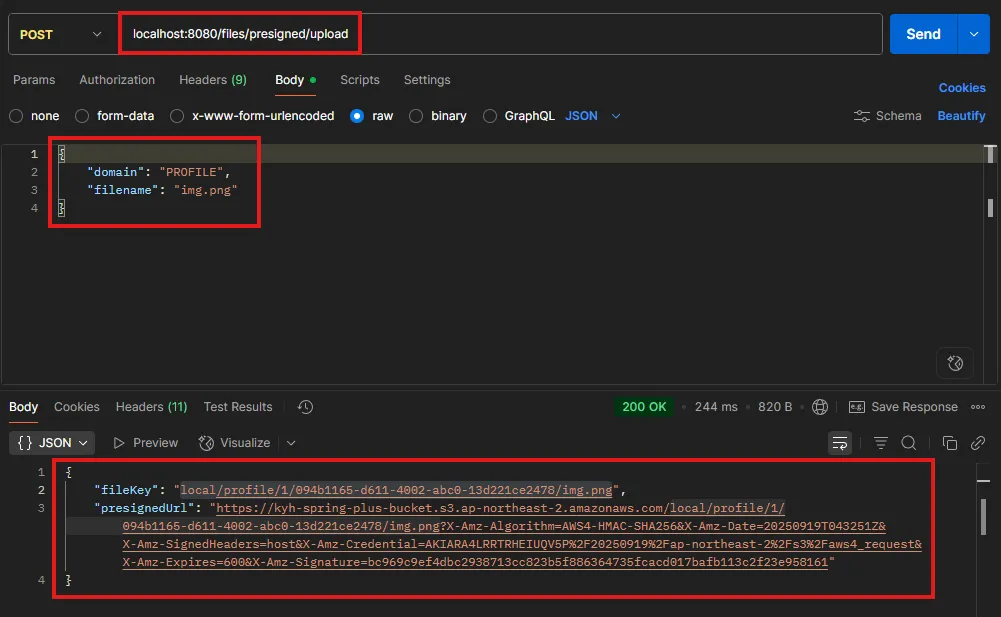 POST localhost:8080/files/presigned/upload Send
Params Authorization Headers (9) Body Scripts Settings
Cookies
none form-data x-www-form-urlencoded raw binary GraphQL JSON Schema Beautify
1 {
2 "domain": "PROFILE",
3 "filename": "img.png"
4 }
Body Cookies Headers (11) Test Results 200 OK 244 ms 820 B e.g. Save Response
{} JSON Preview Visualize
1 {
2 "fileKey": "local/profile/1/094b1165-d611-4002-abc0-13d221ce2478/img.png",
3 "presignedUrl": "https://kyh-spring-plus-bucket.s3.ap-northeast-2.amazonaws.com/local/profile/1/
094b1165-d611-4002-abc0-13d221ce2478/img.png?X-Amz-Algorithm=AWS4-HMAC-SHA256&X-Amz-Date=20250919T043251Z&
X-Amz-SignedHeaders=host&X-Amz-Credential=AKIARA4LRRTRHEIUQV5P%2F20250919%2Fap-northeast-2%2Fs3%2Faws4_request&
X-Amz-Expires=600&X-Amz-Signature=bc969c9ef4dbc2938713cc823b5f886364735fcacd017bafb113c2f23e958161"
4 }